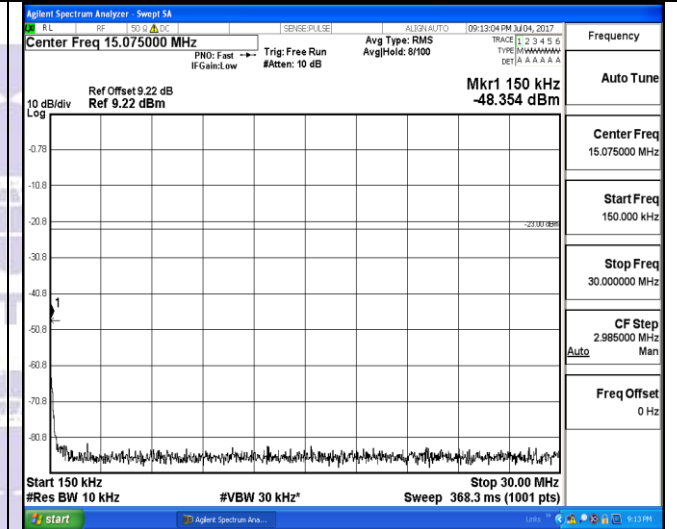 Agilent Spectrum Analyzer - Swept SA
RL RF 50 Ω DC SENSE:PULSE ALIGN AUTO 09:13:04 PM Jul 04, 2017
Center Freq 15.075000 MHz
PNO: Fast
IFGain:Low
Trig: Free Run
#Atten: 10 dB
Avg Type: RMS
Avg|Hold: 8/100
TRACE 1 2 3 4 5 6
TYPE MWWWWW
DET A A A A A A
Ref Offset 9.22 dB
10 dB/div Ref 9.22 dBm
Log
Mkr1 150 kHz
-48.354 dBm
-0.78
-10.8
-20.8
-23.00 dBm
-30.8
-40.8
1
-50.8
-60.8
-70.8
-80.8
Start 150 kHz Stop 30.00 MHz
#Res BW 10 kHz #VBW 30 kHz* Sweep 368.3 ms (1001 pts)
Frequency
Auto Tune
Center Freq
15.075000 MHz
Start Freq
150.000 kHz
Stop Freq
30.000000 MHz
CF Step
2.985000 MHz
Auto Man
Freq Offset
0 Hz
start Agilent Spectrum Ana... Links » 9:13 PM